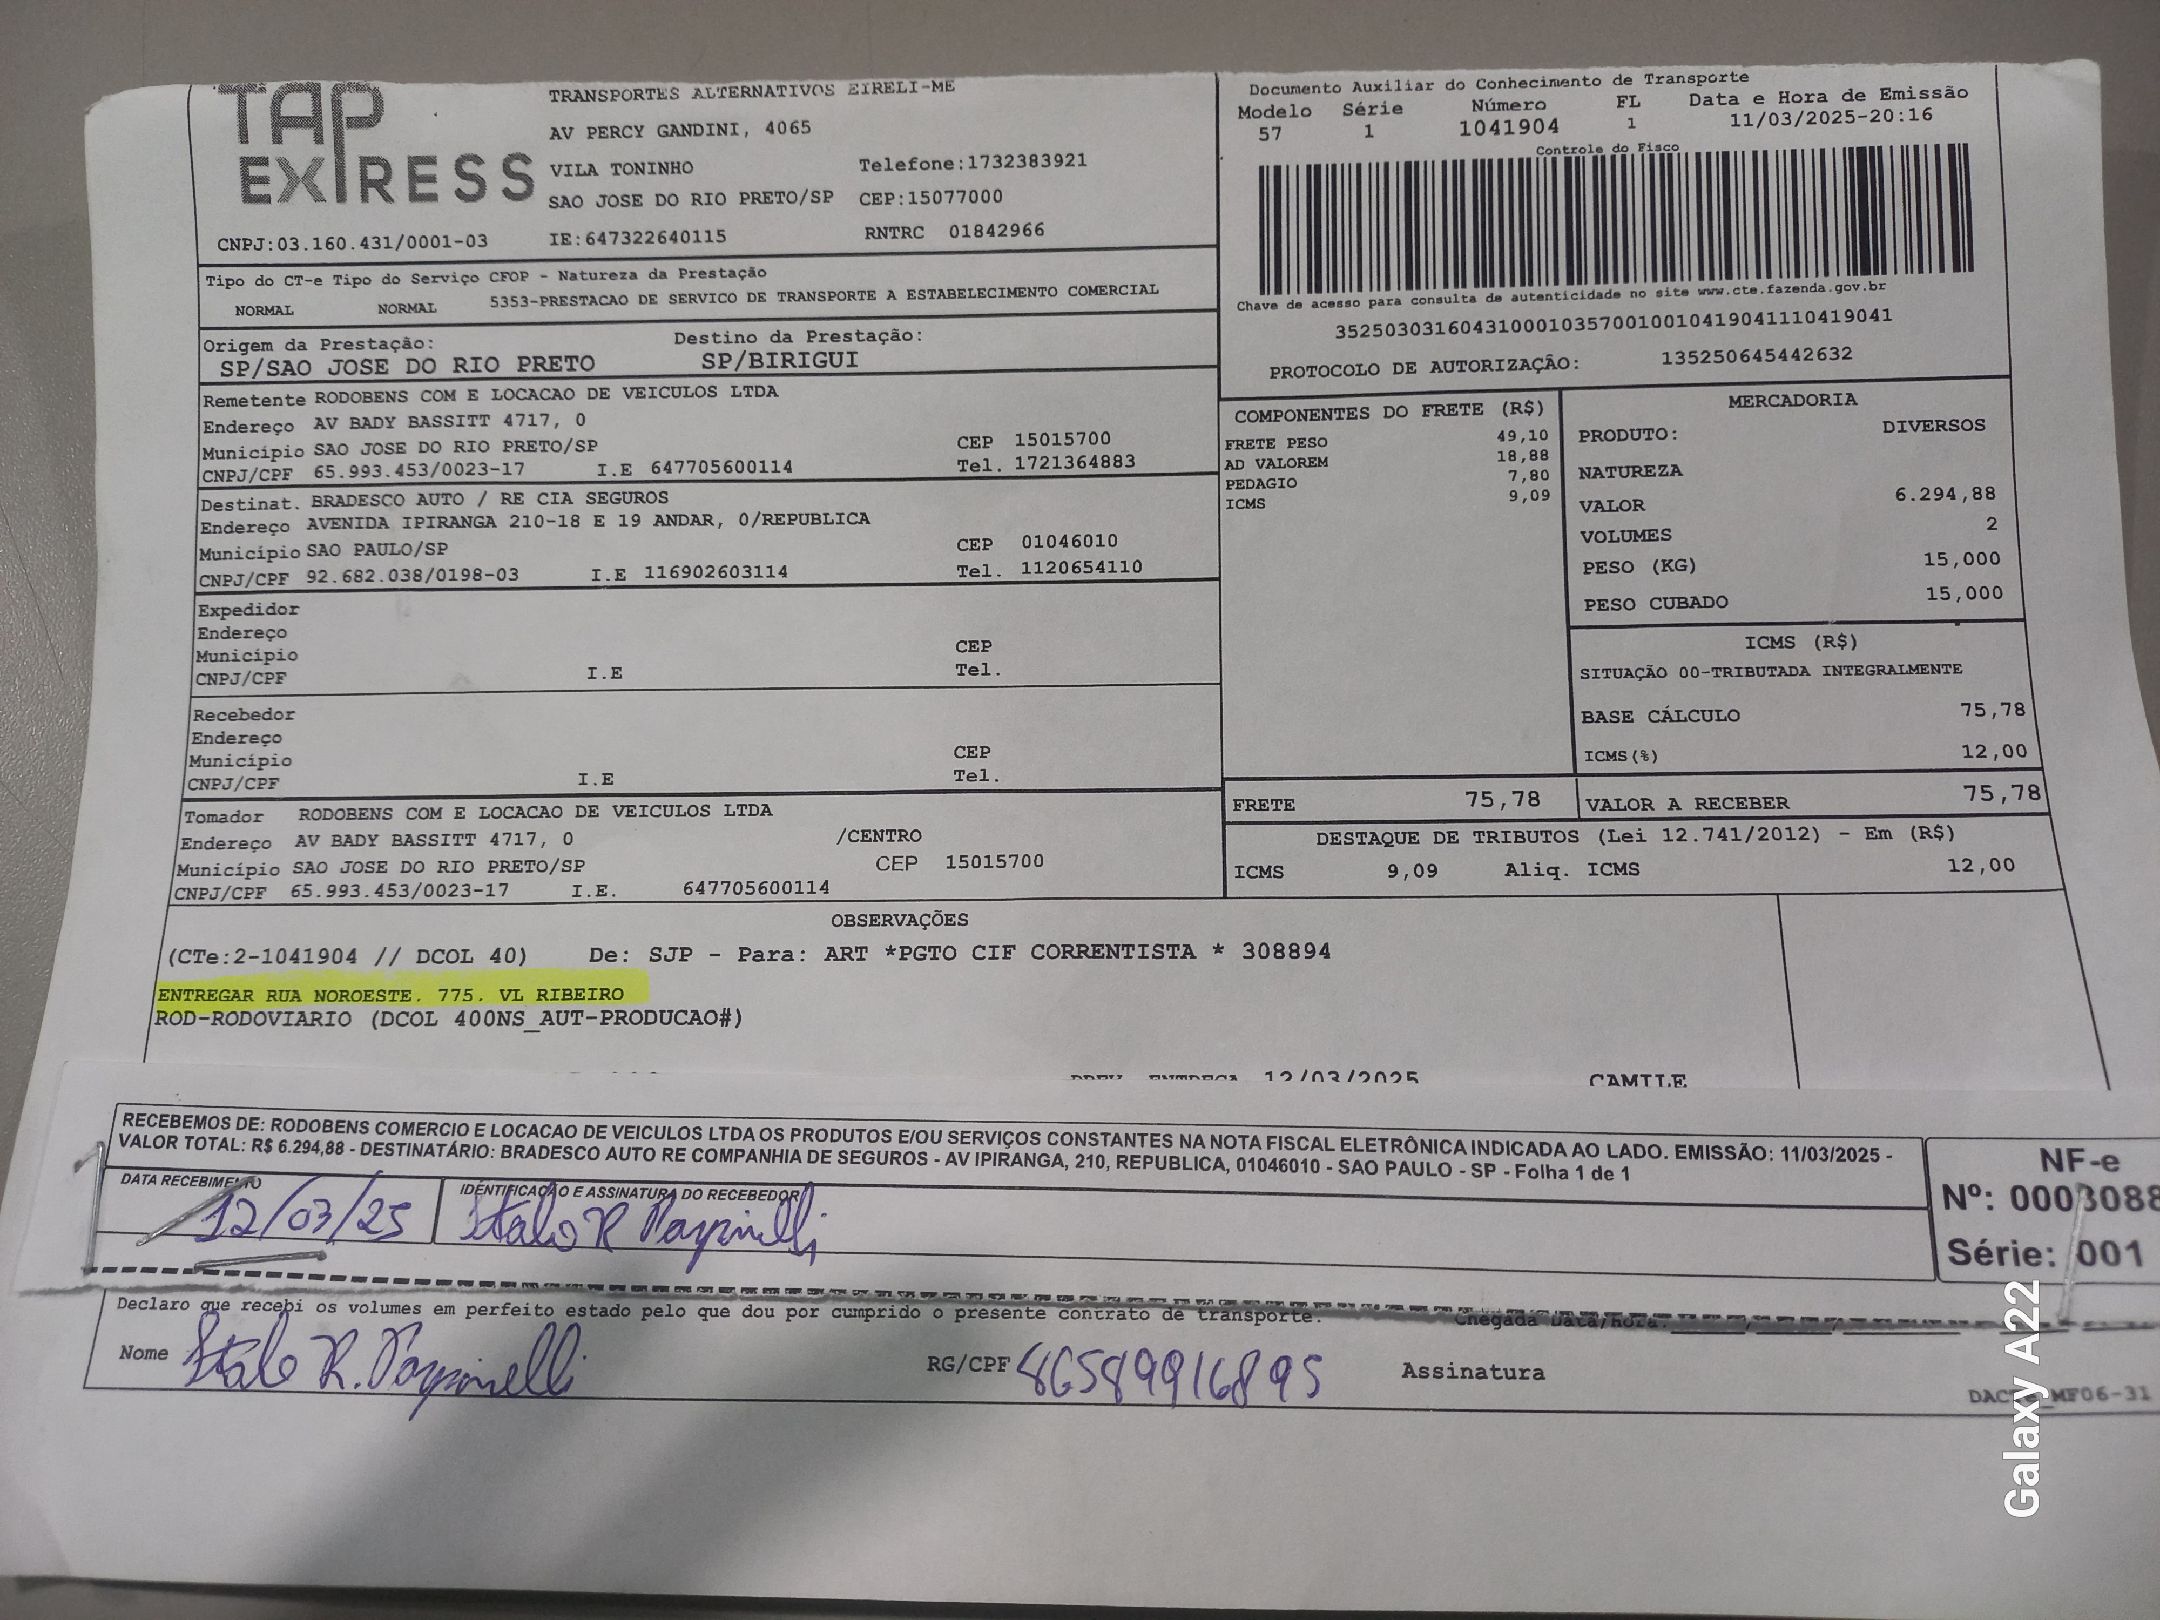 TAP EXPRESS
TRANSPORTES ALTERNATIVOS EIRELI-ME
AV PERCY GANDINI, 4065
VILA TONINHO Telefone:1732383921
SAO JOSE DO RIO PRETO/SP CEP:15077000
CNPJ:03.160.431/0001-03 IE:647322640115 RNTRC 01842966
Documento Auxiliar do Conhecimento de Transporte
Modelo Série Número FL Data e Hora de Emissão
57 1 1041904 1 11/03/2025-20:16
Controle do Fisco
Chave de acesso para consulta de autenticidade no site www.cte.fazenda.gov.br
35250303160431000103570010010419041110419041
PROTOCOLO DE AUTORIZAÇÃO: 135250645442632
Tipo do CT-e Tipo do Serviço CFOP - Natureza da Prestação
NORMAL NORMAL 5353-PRESTACAO DE SERVICO DE TRANSPORTE A ESTABELECIMENTO COMERCIAL
Origem da Prestação: Destino da Prestação:
SP/SAO JOSE DO RIO PRETO SP/BIRIGUI
Remetente RODOBENS COM E LOCACAO DE VEICULOS LTDA
Endereço AV BADY BASSITT 4717, 0
Município SAO JOSE DO RIO PRETO/SP CEP 15015700
CNPJ/CPF 65.993.453/0023-17 I.E 647705600114 Tel. 1721364883
Destinat. BRADESCO AUTO / RE CIA SEGUROS
Endereço AVENIDA IPIRANGA 210-18 E 19 ANDAR, 0/REPUBLICA
Município SAO PAULO/SP CEP 01046010
CNPJ/CPF 92.682.038/0198-03 I.E 116902603114 Tel. 1120654110
Expedidor
Endereço
Município CEP
CNPJ/CPF I.E Tel.
Recebedor
Endereço
Município CEP
CNPJ/CPF I.E Tel.
Tomador RODOBENS COM E LOCACAO DE VEICULOS LTDA
Endereço AV BADY BASSITT 4717, 0 /CENTRO
Município SAO JOSE DO RIO PRETO/SP CEP 15015700
CNPJ/CPF 65.993.453/0023-17 I.E. 647705600114
COMPONENTES DO FRETE (R$)
FRETE PESO 49,10
AD VALOREM 18,88
PEDAGIO 7,80
ICMS 9,09
MERCADORIA
PRODUTO: DIVERSOS
NATUREZA
VALOR 6.294,88
VOLUMES 2
PESO (KG) 15,000
PESO CUBADO 15,000
ICMS (R$)
SITUAÇÃO 00-TRIBUTADA INTEGRALMENTE
BASE CÁLCULO 75,78
ICMS(%) 12,00
FRETE 75,78 VALOR A RECEBER 75,78
DESTAQUE DE TRIBUTOS (Lei 12.741/2012) - Em (R$)
ICMS 9,09 Aliq. ICMS 12,00
OBSERVAÇÕES
(CTe:2-1041904 // DCOL 40) De: SJP - Para: ART *PGTO CIF CORRENTISTA * 308894
ENTREGAR RUA NOROESTE. 775. VL RIBEIRO
ROD-RODOVIARIO (DCOL 400NS_AUT-PRODUCAO#)
PREV. ENTREGA 12/03/2025 CAMILE
RECEBEMOS DE: RODOBENS COMERCIO E LOCACAO DE VEICULOS LTDA OS PRODUTOS E/OU SERVIÇOS CONSTANTES NA NOTA FISCAL ELETRÔNICA INDICADA AO LADO. EMISSÃO: 11/03/2025 -
VALOR TOTAL: R$ 6.294,88 - DESTINATÁRIO: BRADESCO AUTO RE COMPANHIA DE SEGUROS - AV IPIRANGA, 210, REPUBLICA, 01046010 - SAO PAULO - SP - Folha 1 de 1
DATA RECEBIMENTO IDENTIFICAÇÃO E ASSINATURA DO RECEBEDOR
12/03/25 Italo R
NF-e
Nº: 0003088
Série: 001
Declaro que recebi os volumes em perfeito estado pelo que dou por cumprido o presente contrato de transporte. Chegada Data/hora:
Nome Italo R. RG/CPF 46589916895 Assinatura
MF06-31
Galaxy A22